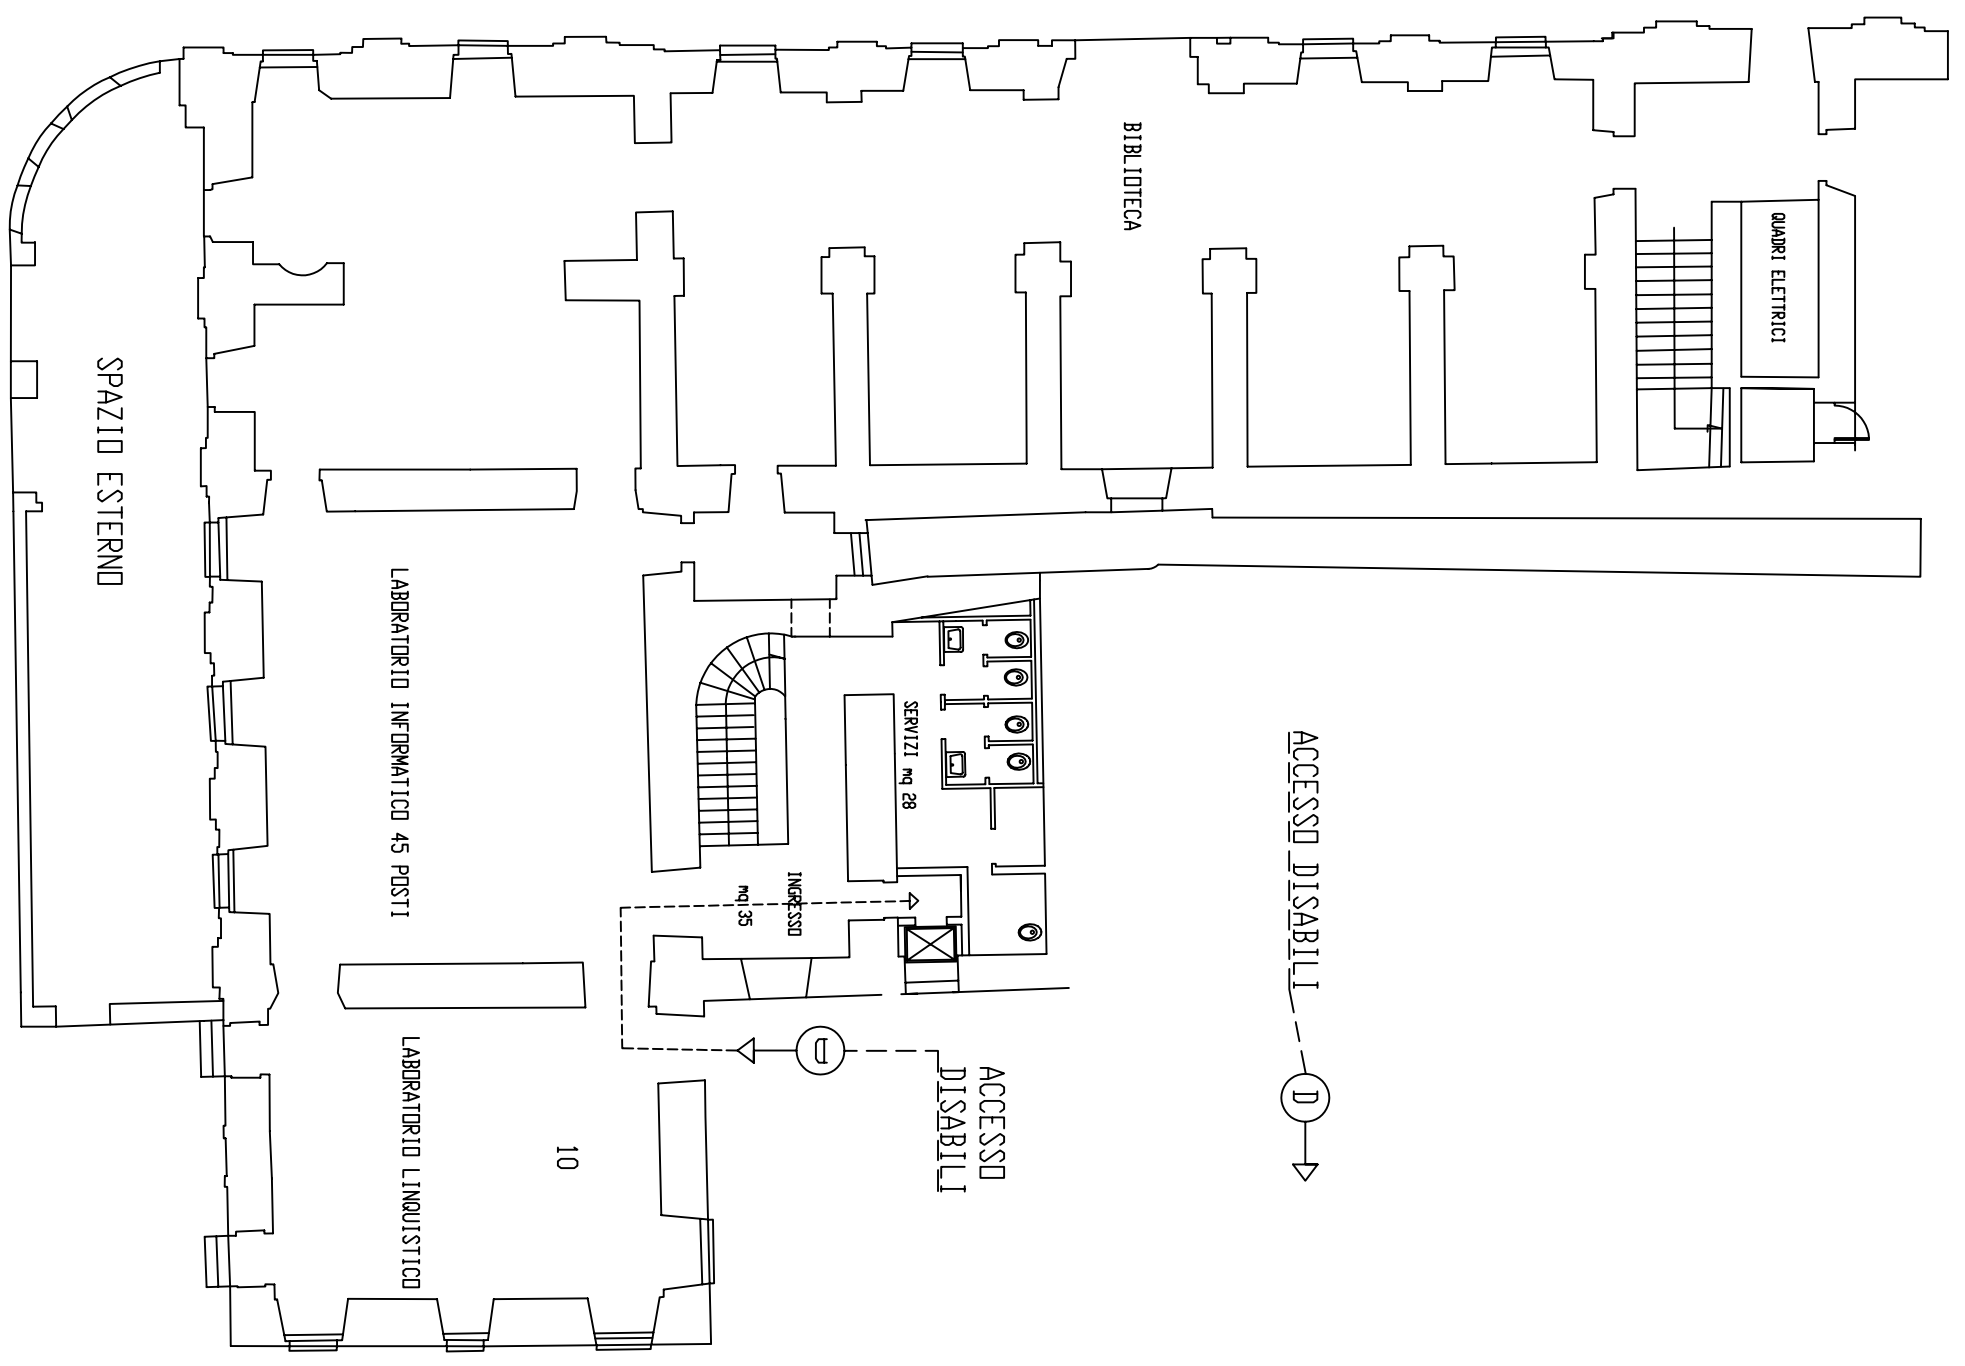 BIBLIOTECA
QUADRI ELETTRICI
SPAZIO ESTERNO
LABORATORIO INFORMATICO 45 POSTI
SERVIZI mq 28
INGRESSO
mq 35
ACCESSO DISABILI
D
D
ACCESSO
DISABILI
LABORATORIO LINQUISTICO
10